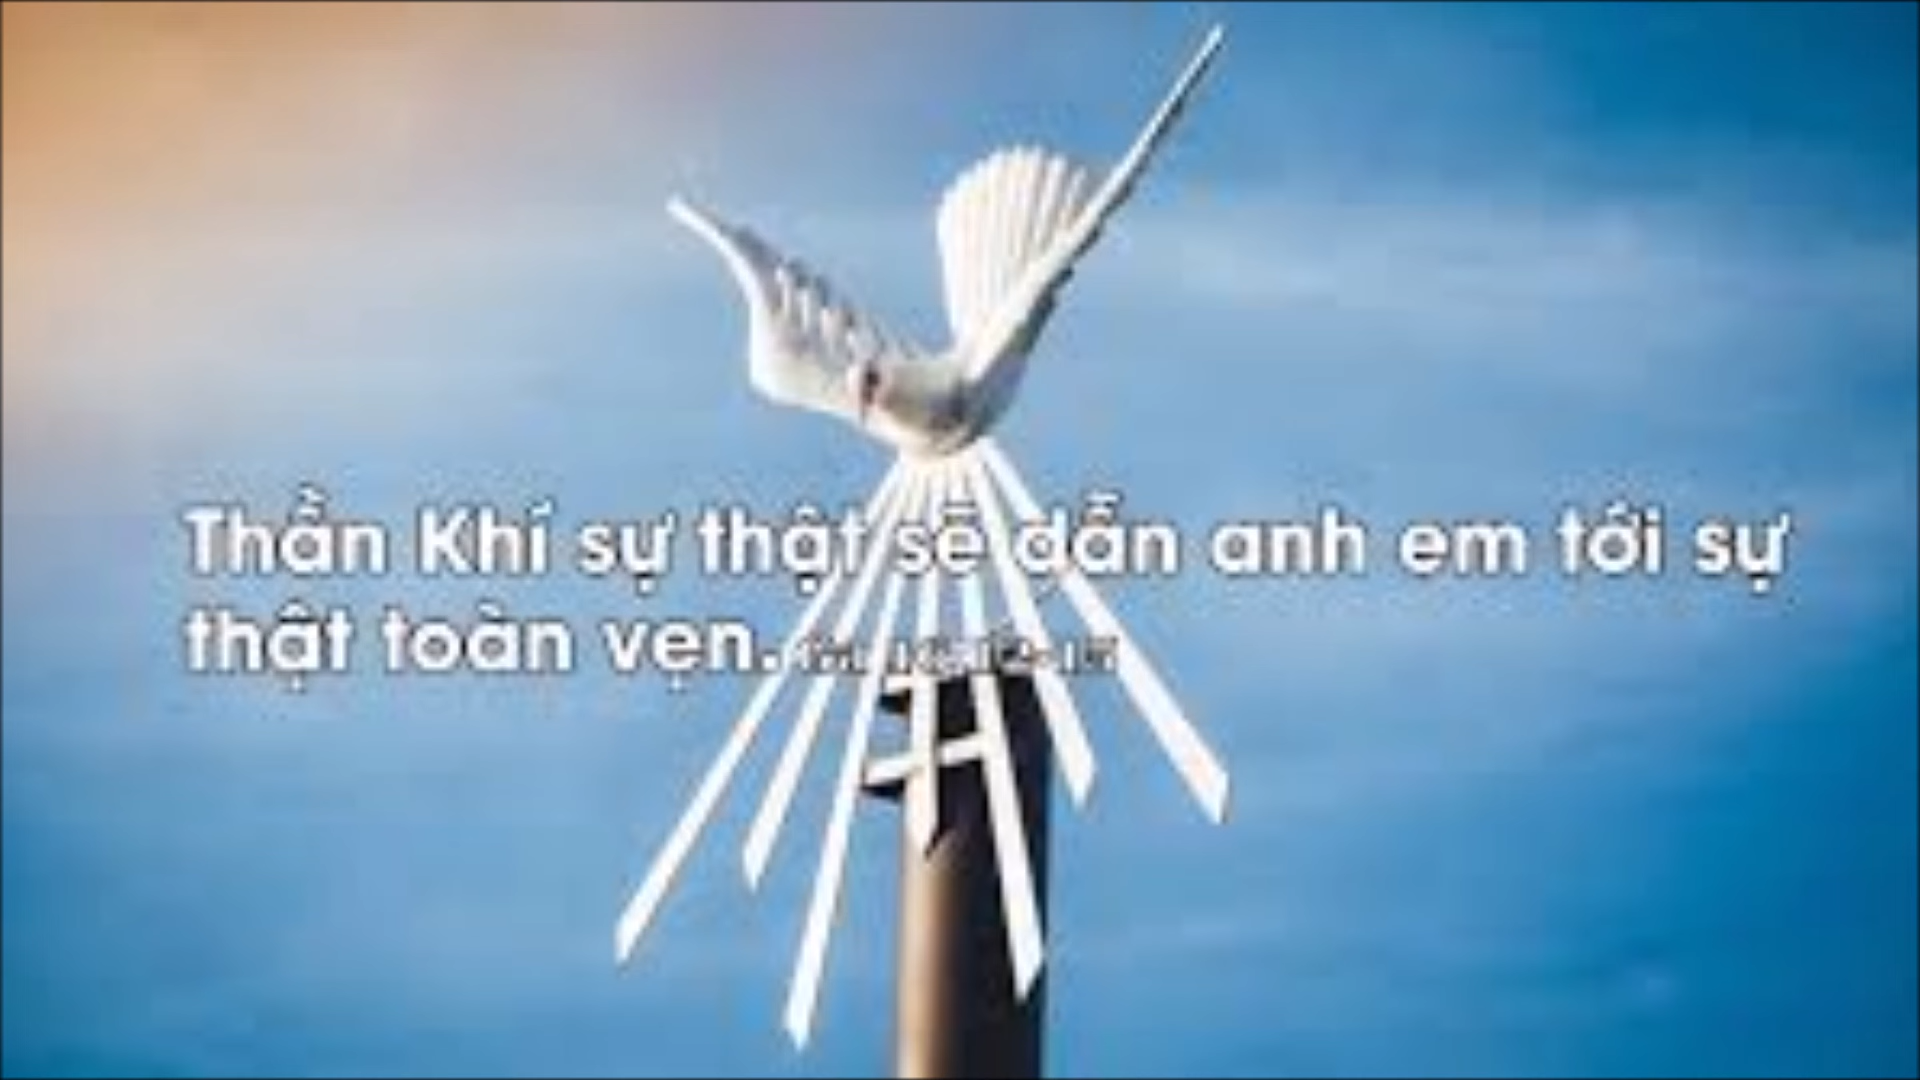 Thần Khí sự thật sẽ dẫn anh em tới sự
thật toàn vẹn.